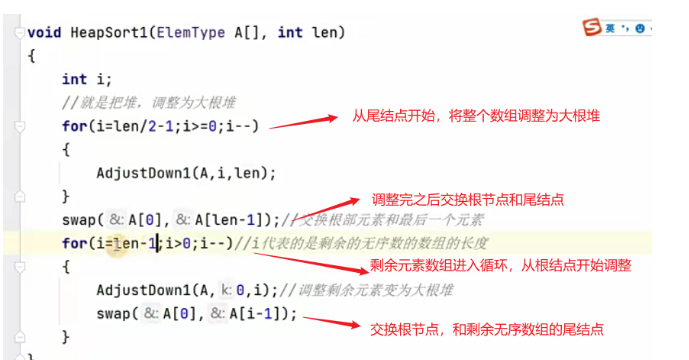 英
void HeapSort1(ElemType A[], int len)
{
int i;
//就是把堆，调整为大根堆
for(i=len/2-1;i>=0;i--)
从尾结点开始，将整个数组调整为大根堆
{
AdjustDown1(A,i,len);
}
调整完之后交换根节点和尾结点
swap( &: A[0], &: A[len-1]);//交换根部元素和最后一个元素
for(i=len-1;i>0;i--)//i代表的是剩余的无序数的数组的长度
剩余元素数组进入循环，从根结点开始调整
{
AdjustDown1(A, k: 0,i);//调整剩余元素变为大根堆
swap( &: A[0], &: A[i-1]);
交换根节点，和剩余无序数组的尾结点
}
}